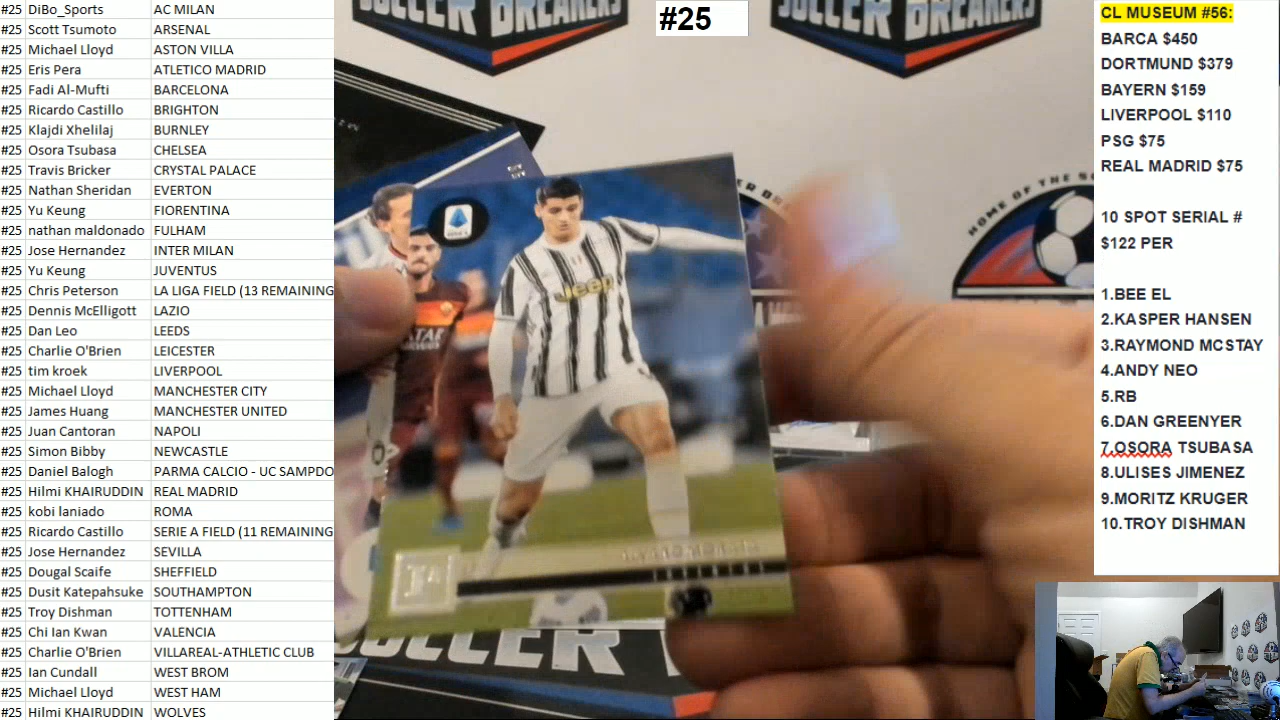 #25 DiBo_Sports AC MILAN
#25 Scott Tsumoto ARSENAL
#25 Michael Lloyd ASTON VILLA
#25 Eris Pera ATLETICO MADRID
#25 Fadi Al-Mufti BARCELONA
#25 Ricardo Castillo BRIGHTON
#25 Klajdi Xhelilaj BURNLEY
#25 Osora Tsubasa CHELSEA
#25 Travis Bricker CRYSTAL PALACE
#25 Nathan Sheridan EVERTON
#25 Yu Keung FIORENTINA
#25 nathan maldonado FULHAM
#25 Jose Hernandez INTER MILAN
#25 Yu Keung JUVENTUS
#25 Chris Peterson LA LIGA FIELD (13 REMAINING
#25 Dennis McElligott LAZIO
#25 Dan Leo LEEDS
#25 Charlie O'Brien LEICESTER
#25 tim kroek LIVERPOOL
#25 Michael Lloyd MANCHESTER CITY
#25 James Huang MANCHESTER UNITED
#25 Juan Cantoran NAPOLI
#25 Simon Bibby NEWCASTLE
#25 Daniel Balogh PARMA CALCIO - UC SAMPDO
#25 Hilmi KHAIRUDDIN REAL MADRID
#25 kobi laniado ROMA
#25 Ricardo Castillo SERIE A FIELD (11 REMAINING
#25 Jose Hernandez SEVILLA
#25 Dougal Scaife SHEFFIELD
#25 Dusit Katepahsuke SOUTHAMPTON
#25 Troy Dishman TOTTENHAM
#25 Chi Ian Kwan VALENCIA
#25 Charlie O'Brien VILLAREAL-ATHLETIC CLUB
#25 Ian Cundall WEST BROM
#25 Michael Lloyd WEST HAM
#25 Hilmi KHAIRUDDIN WOLVES
SOCCER BREAKERS
#25
SOCCER BREAKERS
HOME OF THE
Jeep
SOCCER
CL MUSEUM #56:
BARCA $450
DORTMUND $379
BAYERN $159
LIVERPOOL $110
PSG $75
REAL MADRID $75
10 SPOT SERIAL #
$122 PER
1.BEE EL
2.KASPER HANSEN
3.RAYMOND MCSTAY
4.ANDY NEO
5.RB
6.DAN GREENYER
7.OSORA TSUBASA
8.ULISES JIMENEZ
9.MORITZ KRUGER
10.TROY DISHMAN